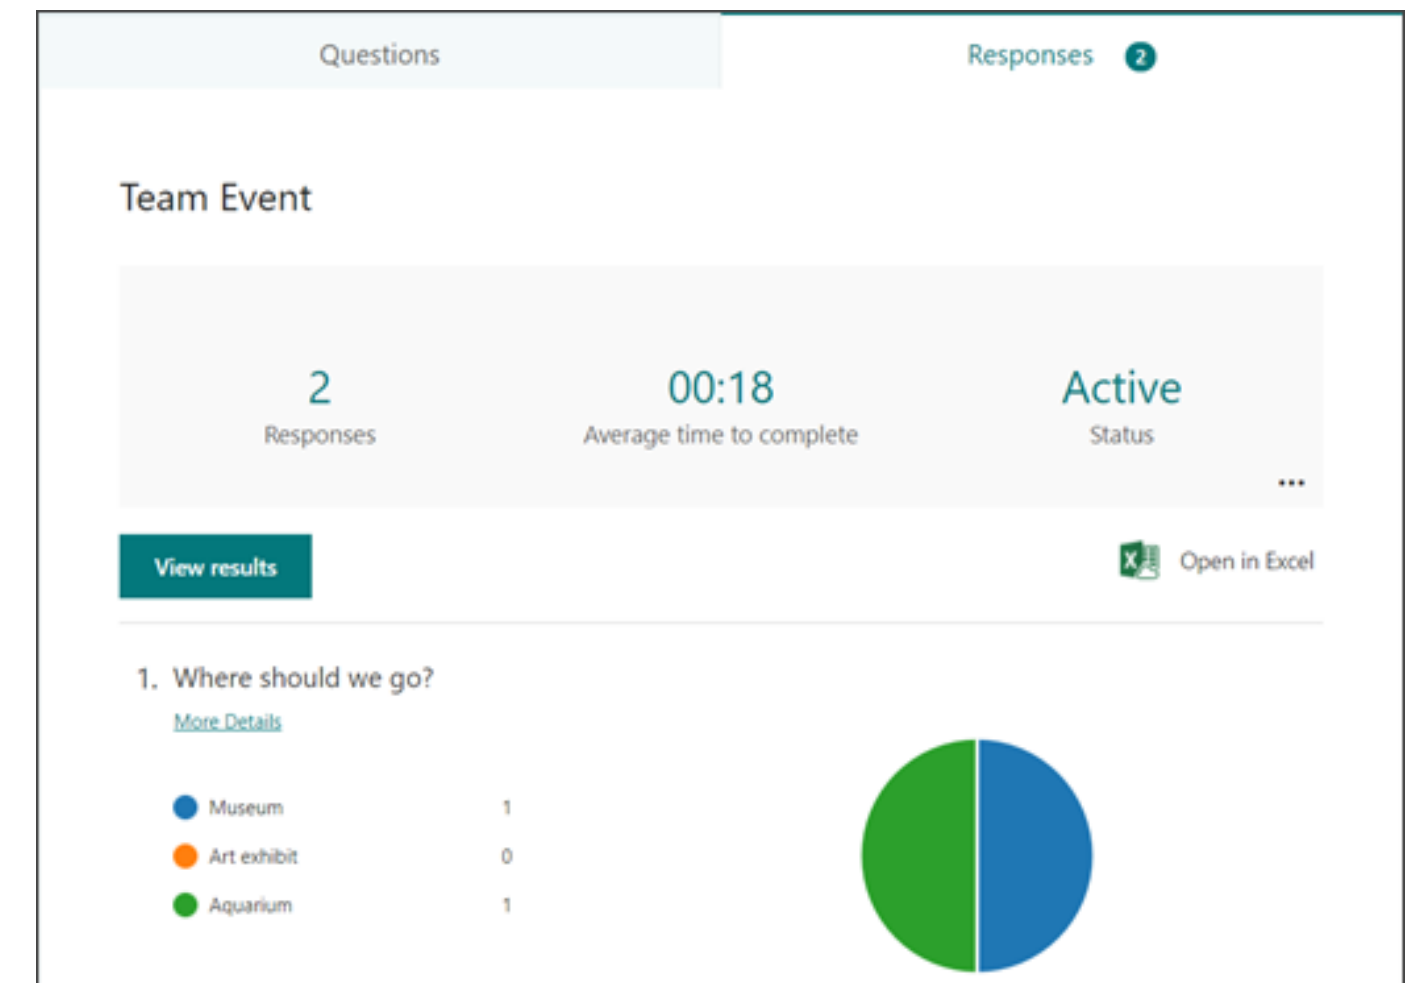 Questions
Responses 2
Team Event
2
Responses
00:18
Average time to complete
Active
Status
...
View results
Open in Excel
1. Where should we go?
More Details
Museum 1
Art exhibit 0
Aquarium 1